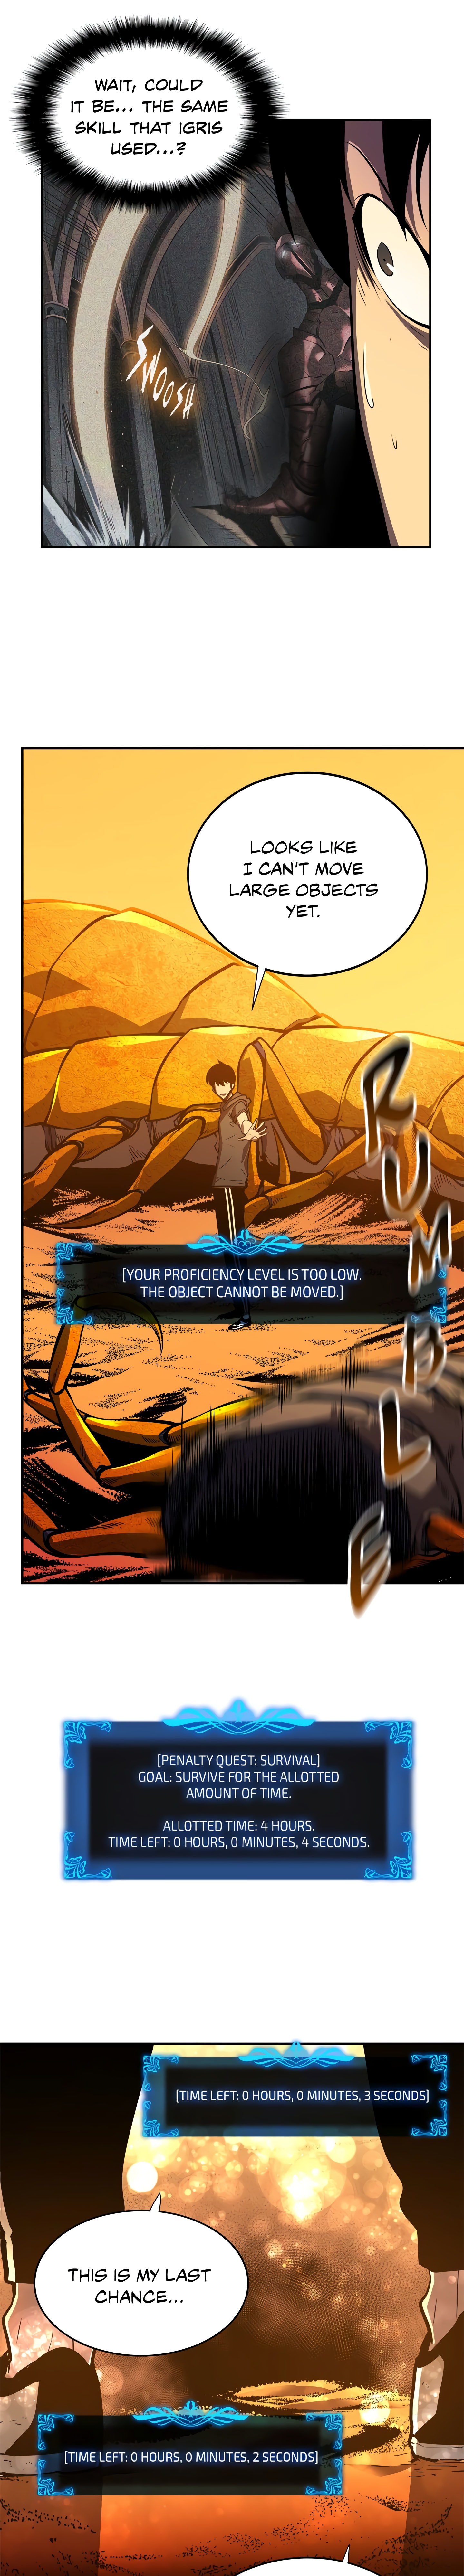 WAIT, COULD
IT BE... THE SAME
SKILL THAT IGRIS
USED...?
SWOOSH
LOOKS LIKE
I CAN'T MOVE
LARGE OBJECTS
YET.
RUMBLE
[YOUR PROFICIENCY LEVEL IS TOO LOW.
THE OBJECT CANNOT BE MOVED.]
[PENALTY QUEST: SURVIVAL]
GOAL: SURVIVE FOR THE ALLOTTED
AMOUNT OF TIME.
ALLOTTED TIME: 4 HOURS.
TIME LEFT: 0 HOURS, 0 MINUTES, 4 SECONDS.
[TIME LEFT: 0 HOURS, 0 MINUTES, 3 SECONDS]
THIS IS MY LAST
CHANCE...
[TIME LEFT: 0 HOURS, 0 MINUTES, 2 SECONDS]